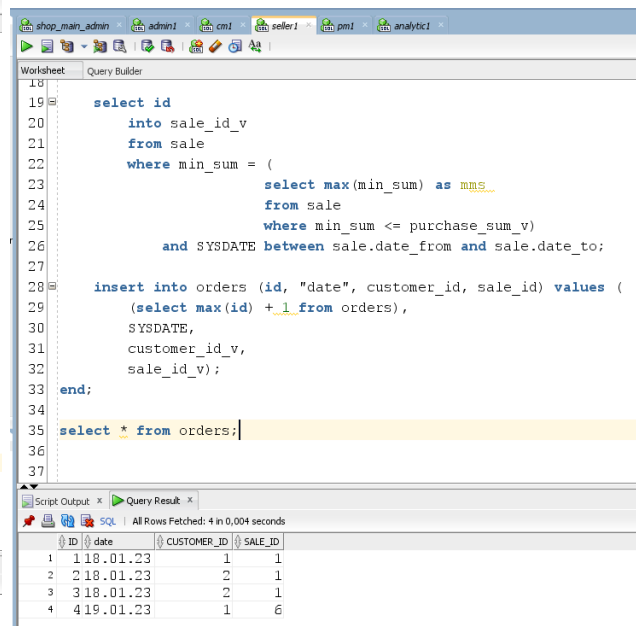 shop_main_admin × admin1 × cm1 × seller1 × pm1 × analytic1 ×
SQL
Worksheet Query Builder
18
19 select id
20 into sale_id_v
21 from sale
22 where min_sum = (
23 select max(min_sum) as mms
24 from sale
25 where min_sum <= purchase_sum_v)
26 and SYSDATE between sale.date_from and sale.date_to;
27
28 insert into orders (id, "date", customer_id, sale_id) values (
29 (select max(id) + 1 from orders),
30 SYSDATE,
31 customer_id_v,
32 sale_id_v);
33 end;
34
35 select * from orders;
36
37
Script Output × Query Result ×
SQL | All Rows Fetched: 4 in 0,004 seconds
ID date CUSTOMER_ID SALE_ID
1 1 18.01.23 1 1
2 2 18.01.23 2 1
3 3 18.01.23 2 1
4 4 19.01.23 1 6